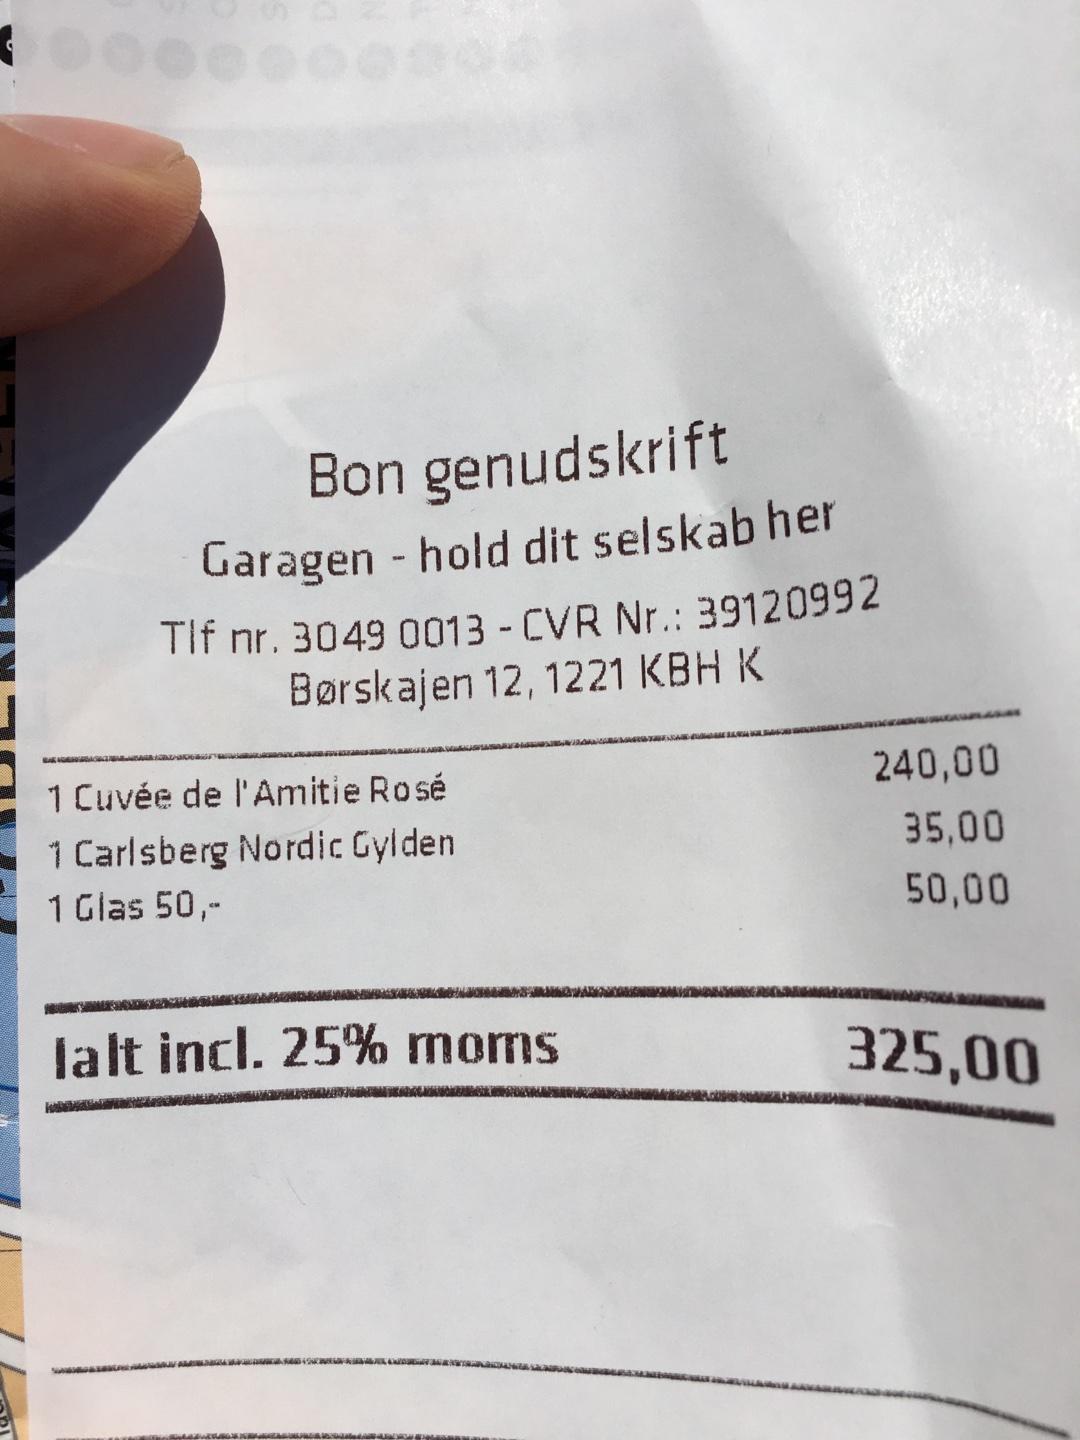 Bon genudskrift
Garagen - hold dit selskab her
Tlf nr. 3049 0013 - CVR Nr.: 39120992
Børskajen 12, 1221 KBH K
1 Cuvée de l'Amitie Rosé 240,00
1 Carlsberg Nordic Gylden 35,00
1 Glas 50,- 50,00
Ialt incl. 25% moms 325,00